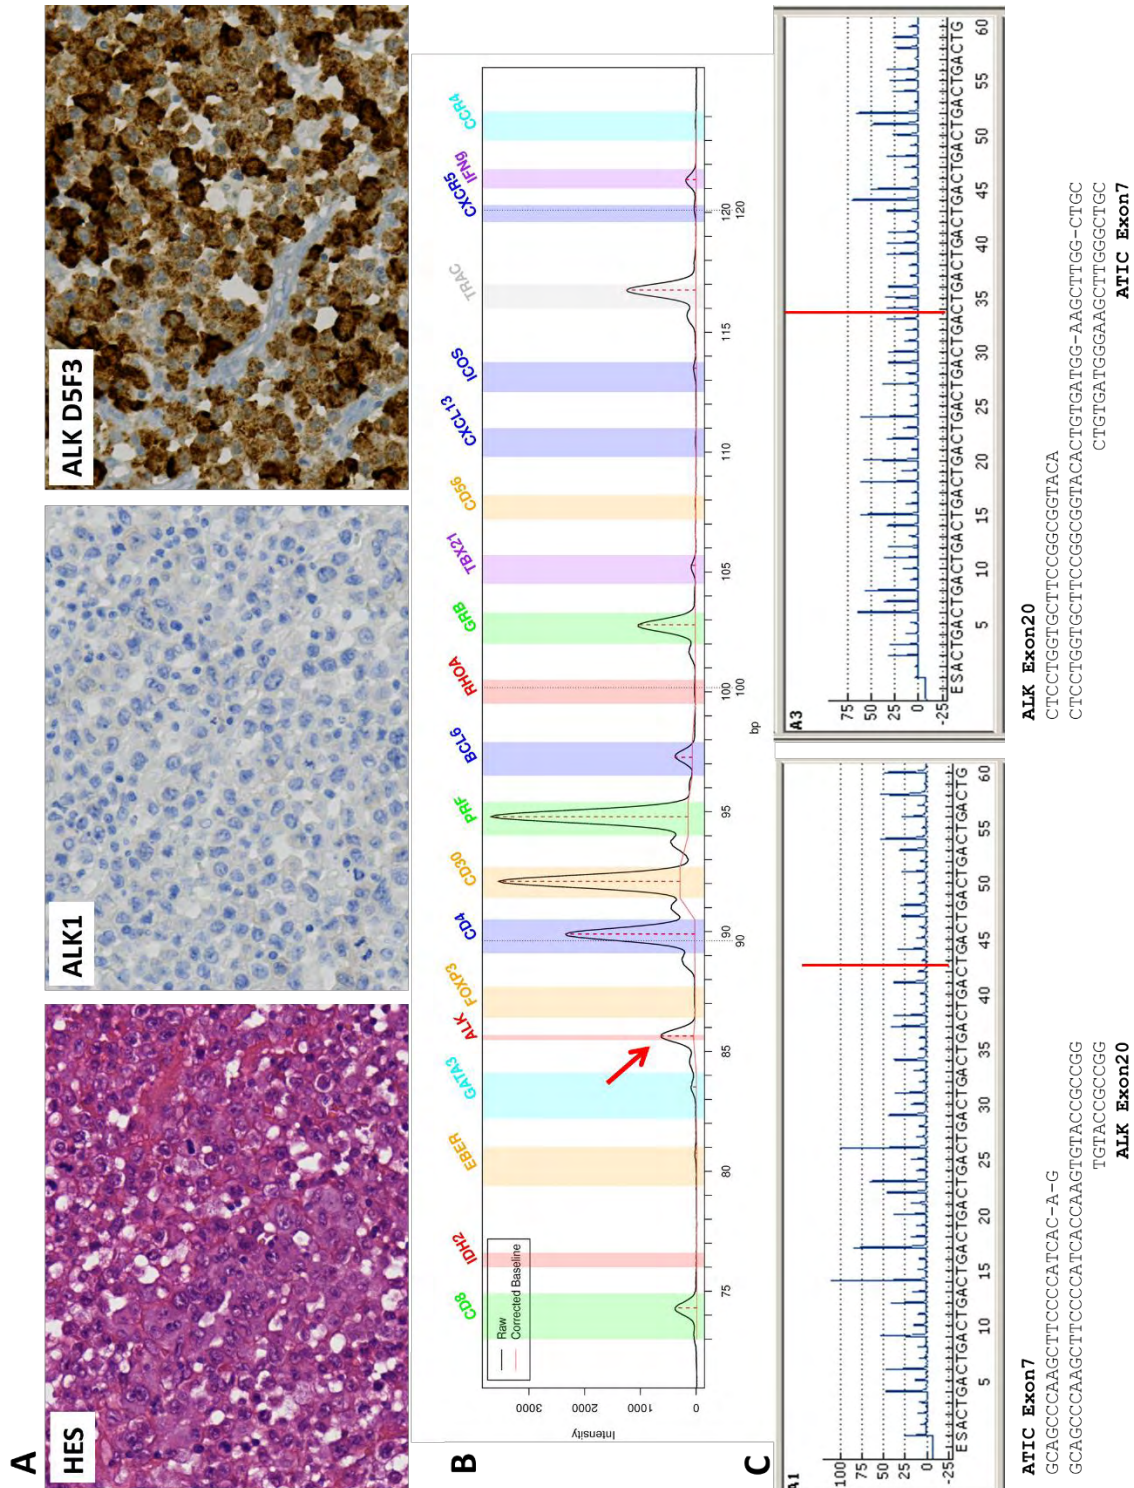 A
HES
ALK1
ALK D5F3
B
CD8
IDH2
EBER
GATA3
ALK
FOXP3
CD4
CD30
PRF
BCL6
RHOA
GRB
TBX21
CD56
CXCL13
ICOS
TRAC
CXCR5
IFNg
CCR4
Raw
Corrected Baseline
Intensity
3000
2000
1000
0
75
80
85
90
95
100
105
110
115
120
90
100
120
bp
C
A1
100
75
50
25
0
-25
ESACTGACTGACTGACTGACTGACTGACTGACTGACTGACTGACTGACTGACTGACTGACTG
5 10 15 20 25 30 35 40 45 50 55 60
ATIC Exon7
GCAGCCCAAGCTTCCCCATCAC-A-G
GCAGCCCAAGCTTCCCCATCACCAAGTGTACCGCCGG
TGTACCGCCGG
ALK Exon20
A3
75
50
25
0
-25
ESACTGACTGACTGACTGACTGACTGACTGACTGACTGACTGACTGACTGACTGACTGACTG
5 10 15 20 25 30 35 40 45 50 55 60
ALK Exon20
CTCCTGGTGCTTCCGGCGGTACA
CTCCTGGTGCTTCCGGCGGTACACTGTGATGG-AAGCTTGG-CTGC
CTGTGATGGGAAGCTTGGGCTGC
ATIC Exon7